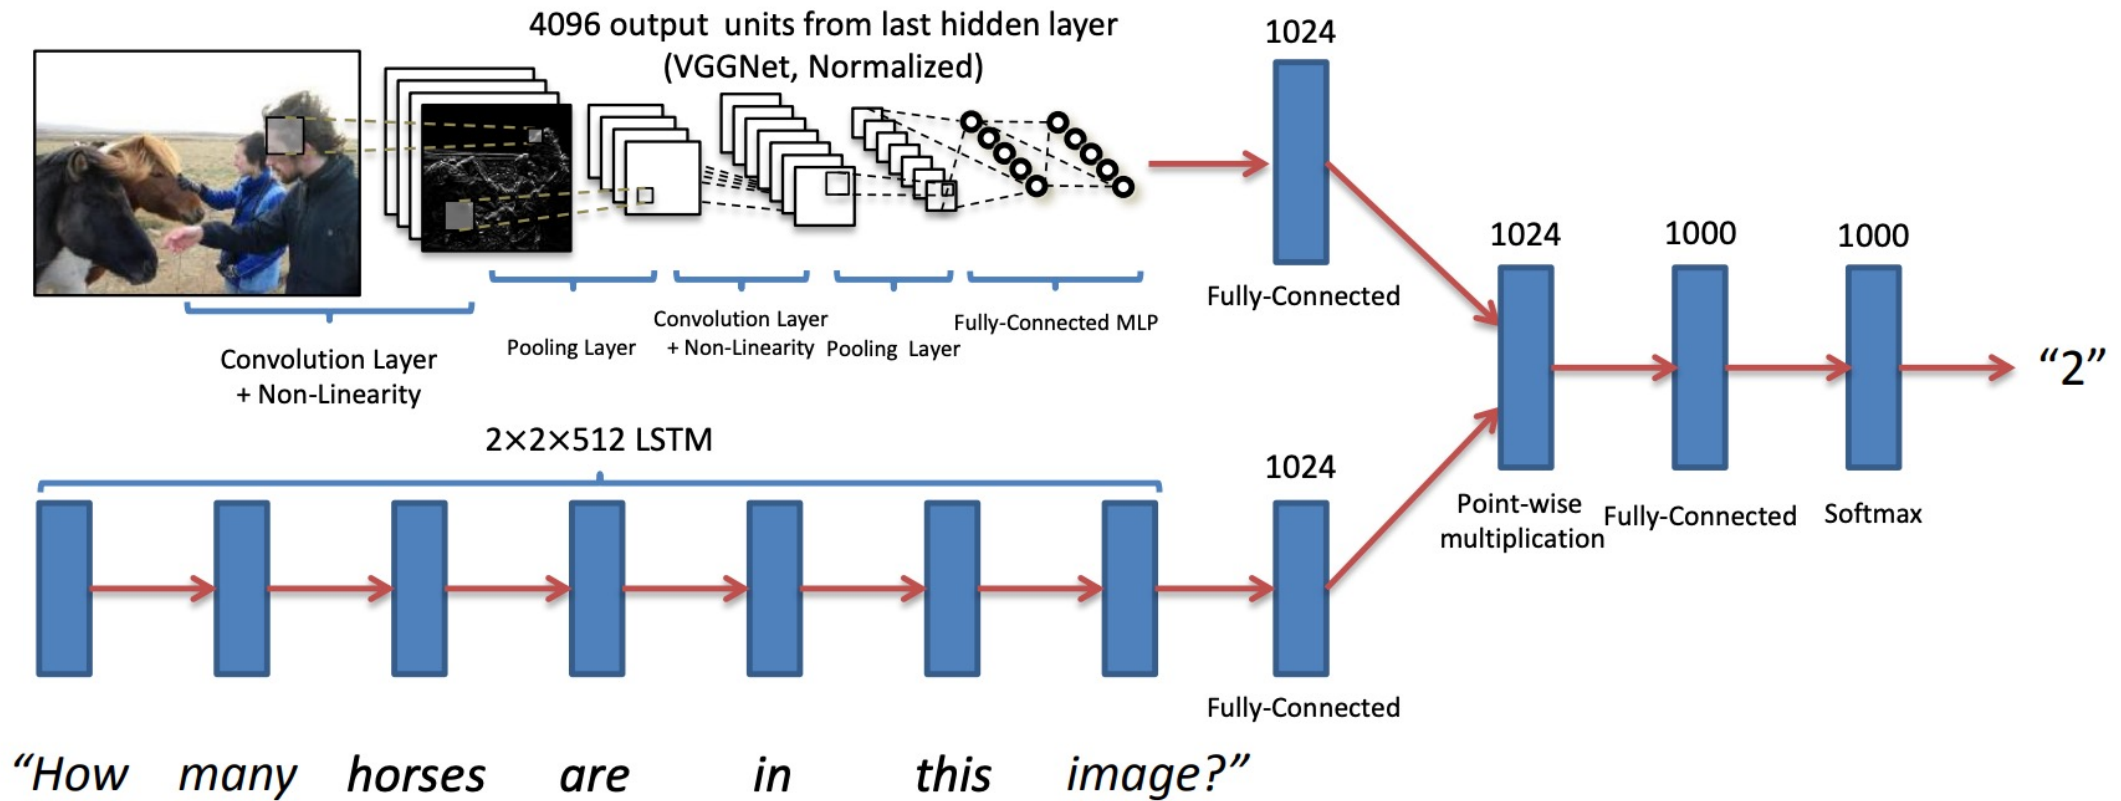 4096 output units from last hidden layer
(VGGNet, Normalized)
1024
Fully-Connected
Convolution Layer
+ Non-Linearity
Pooling Layer
Convolution Layer
+ Non-Linearity
Pooling Layer
Fully-Connected MLP
2×2×512 LSTM
1024
Fully-Connected
1024
Point-wise
multiplication
1000
Fully-Connected
1000
Softmax
“2”
“How many horses are in this image?”